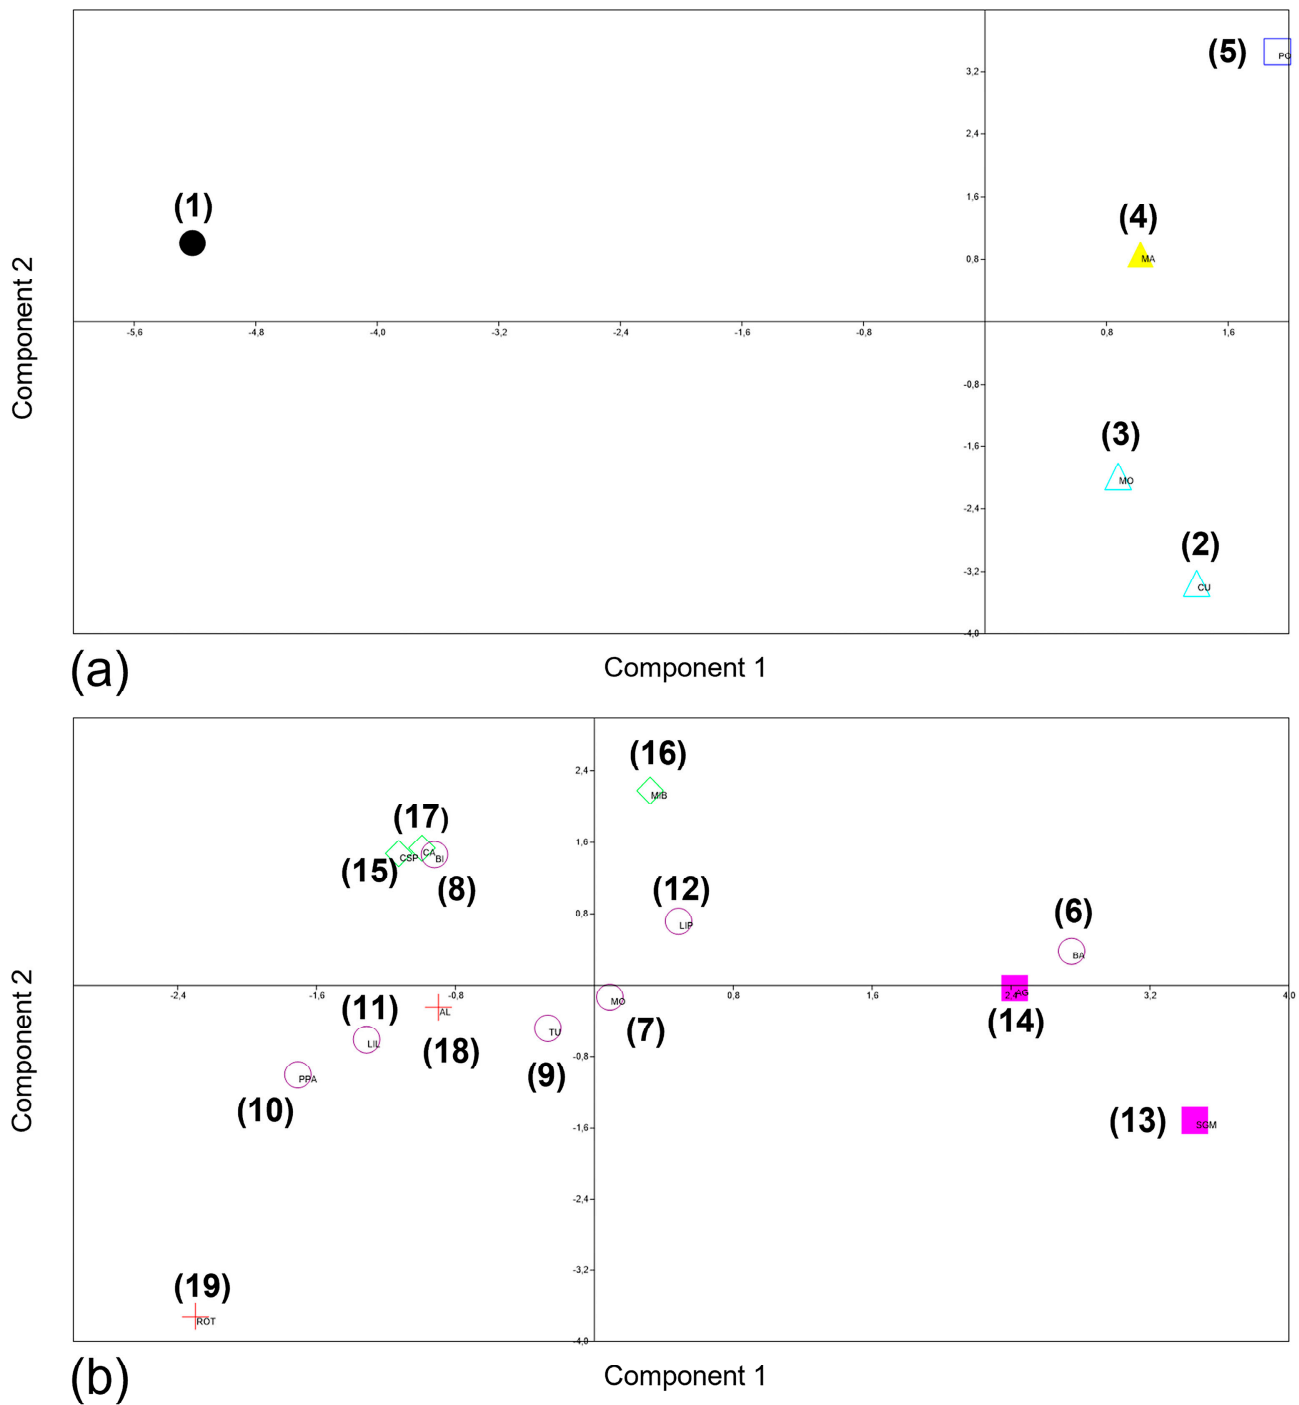 (5)
PO
3,2
2,4
(1)
1,6
(4)
0,8
MA
-5,6 -4,8 -4,0 -3,2 -2,4 -1,6 -0,8 0,8 1,6
Component 2
-0,8
(3)
-1,6
MO
-2,4
(2)
-3,2
CU
-4,0
(a)
Component 1
(16)
2,4
MIB
(17)
1,6
CSP CA BI
(15)
(8)
(12)
0,8
LIP
(6)
BA
-2,4 -1,6 -0,8 0,8 1,6 2,4 3,2 4,0
AG
MO
(11)
AL
(14)
(7)
TU
LIL
(18)
-0,8
(9)
PPA
(10)
Component 2
(13)
SGM
-1,6
-2,4
-3,2
(19)
ROT
-4,0
(b)
Component 1